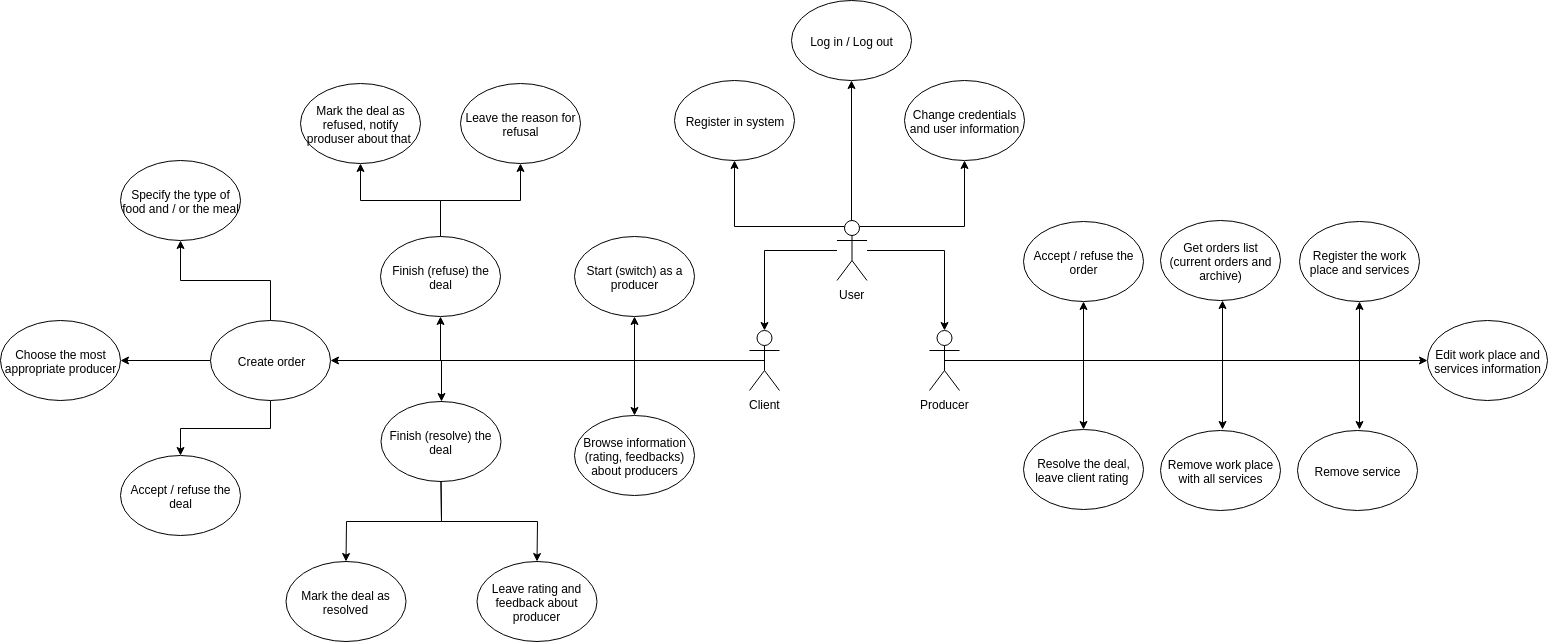 Log in / Log out
Mark the deal as
refused, notify
produser about that
Leave the reason for
refusal
Register in system
Change credentials
and user information
Specify the type of
food and / or the meal
Finish (refuse) the
deal
Start (switch) as a
producer
User
Accept / refuse the
order
Get orders list
(current orders and
archive)
Register the work
place and services
Choose the most
appropriate producer
Create order
Client
Producer
Edit work place and
services information
Finish (resolve) the
deal
Browse information
(rating, feedbacks)
about producers
Resolve the deal,
leave client rating
Remove work place
with all services
Remove service
Accept / refuse the
deal
Mark the deal as
resolved
Leave rating and
feedback about
producer